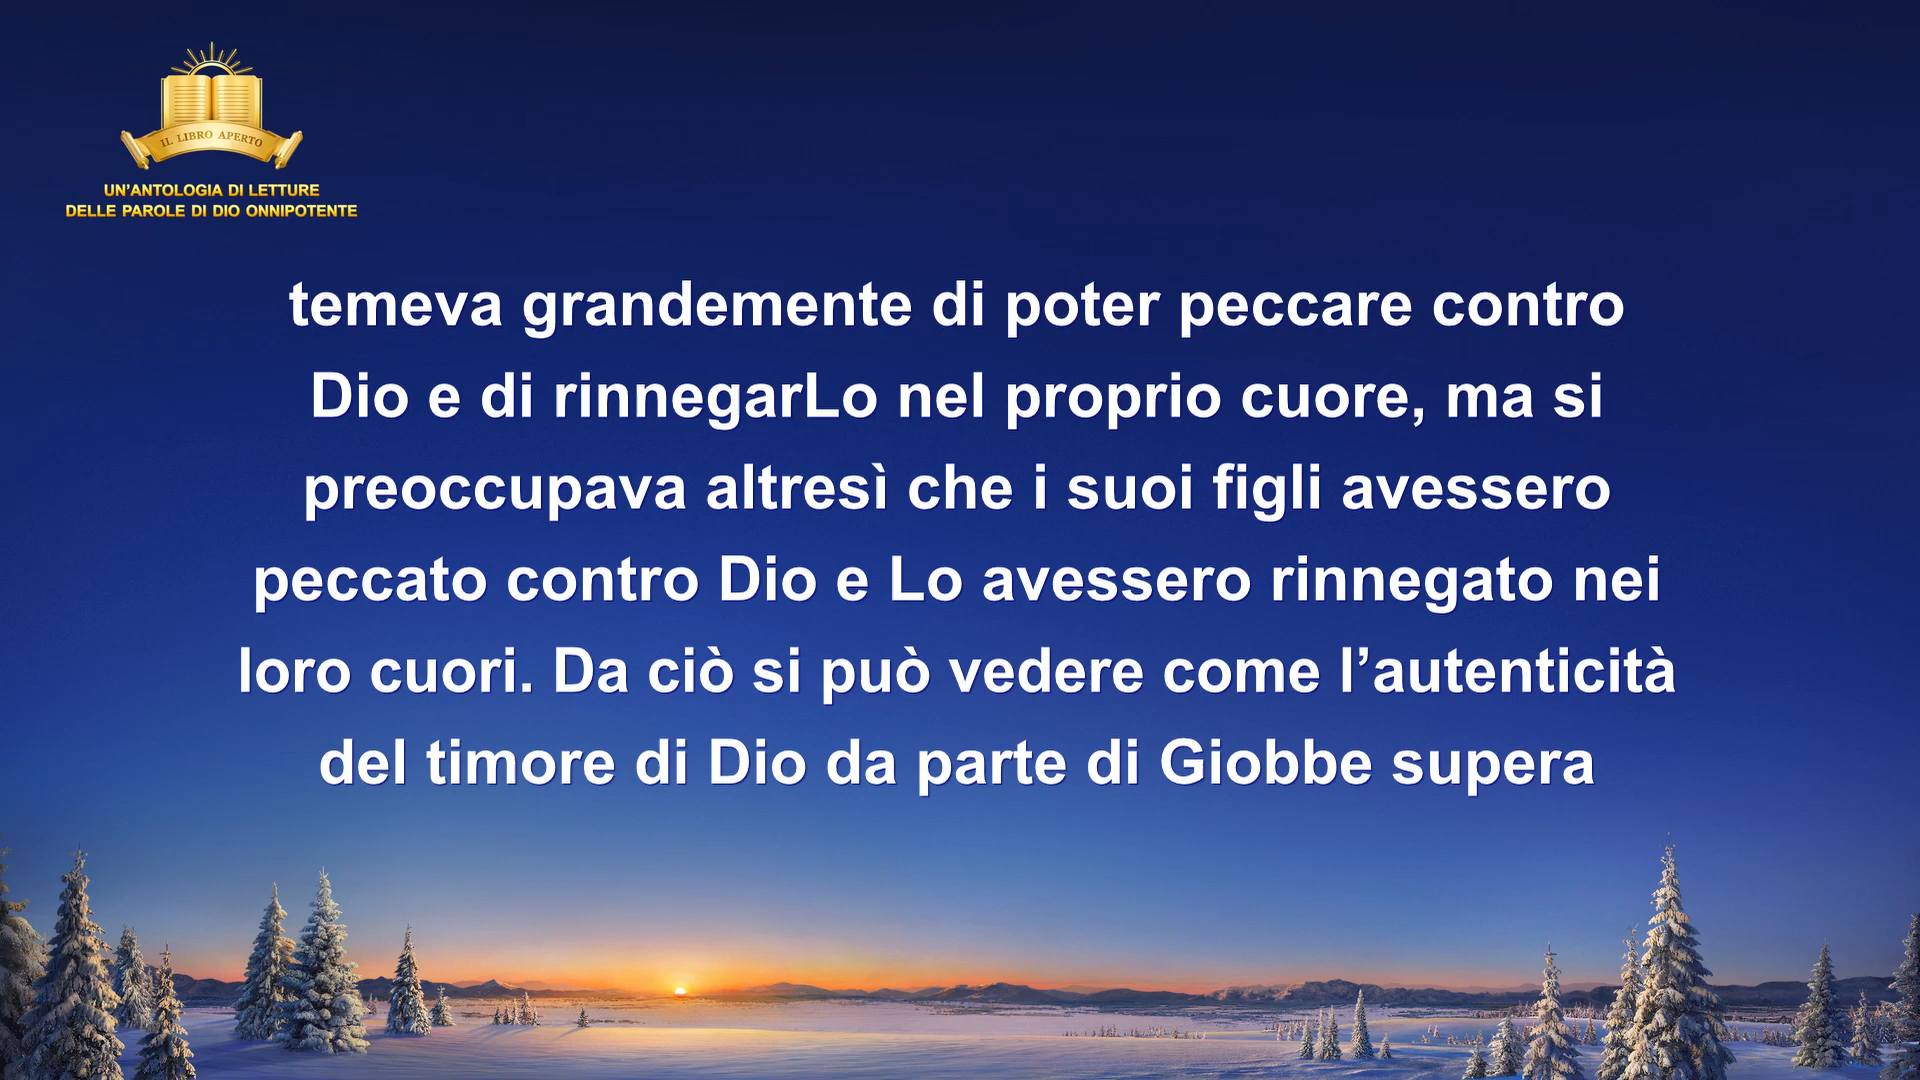 IL LIBRO APERTO
UN’ANTOLOGIA DI LETTURE
DELLE PAROLE DI DIO ONNIPOTENTE
temeva grandemente di poter peccare contro
Dio e di rinnegarLo nel proprio cuore, ma si
preoccupava altresì che i suoi figli avessero
peccato contro Dio e Lo avessero rinnegato nei
loro cuori. Da ciò si può vedere come l’autenticità
del timore di Dio da parte di Giobbe supera